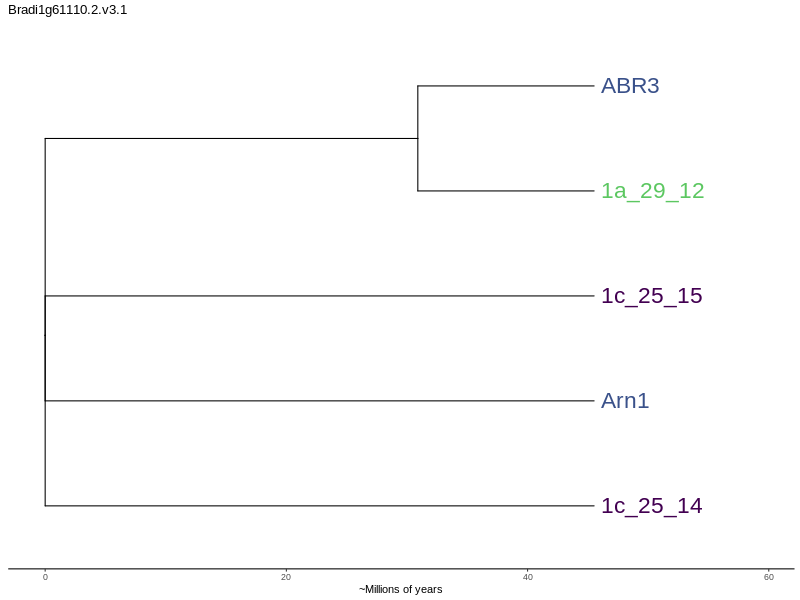 Bradi1g61110.2.v3.1
ABR3
1a_29_12
1c_25_15
Arn1
1c_25_14
0 20 40 60
~Millions of years